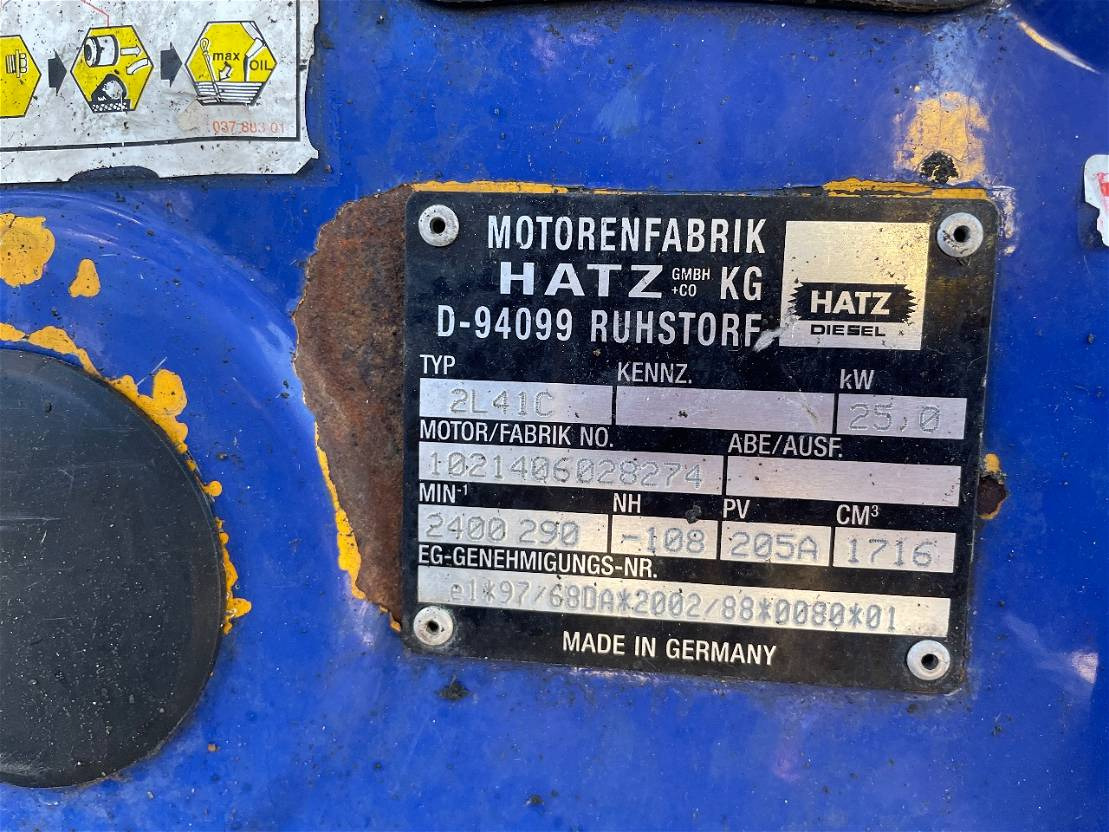 max
OIL
037 883 01
MOTORENFABRIK
HATZ GMBH +CO KG
D-94099 RUHSTORF
HATZ
DIESEL
TYP KENNZ. kW
2L41C 25,0
MOTOR/FABRIK NO. ABE/AUSF.
1021406028274
MIN-¹ NH PV CM³
2400 290 -108 205A 1716
EG-GENEHMIGUNGS-NR.
e1*97/68DA*2002/88*0080*01
MADE IN GERMANY